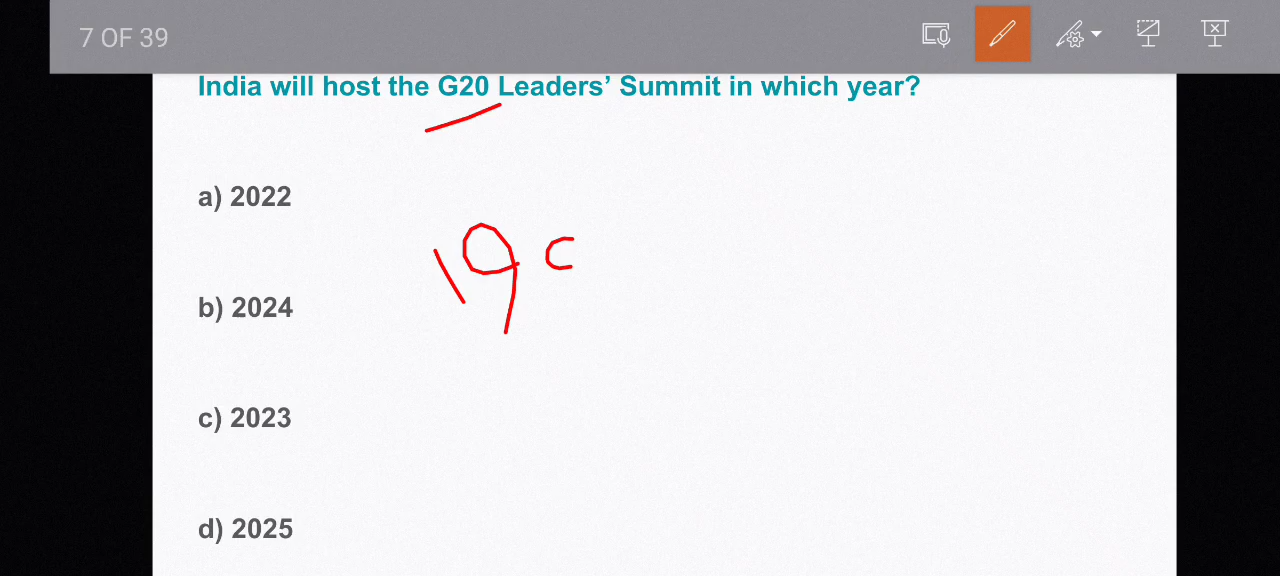 7 OF 39
India will host the G20 Leaders’ Summit in which year?
a) 2022
19 c
b) 2024
c) 2023
d) 2025